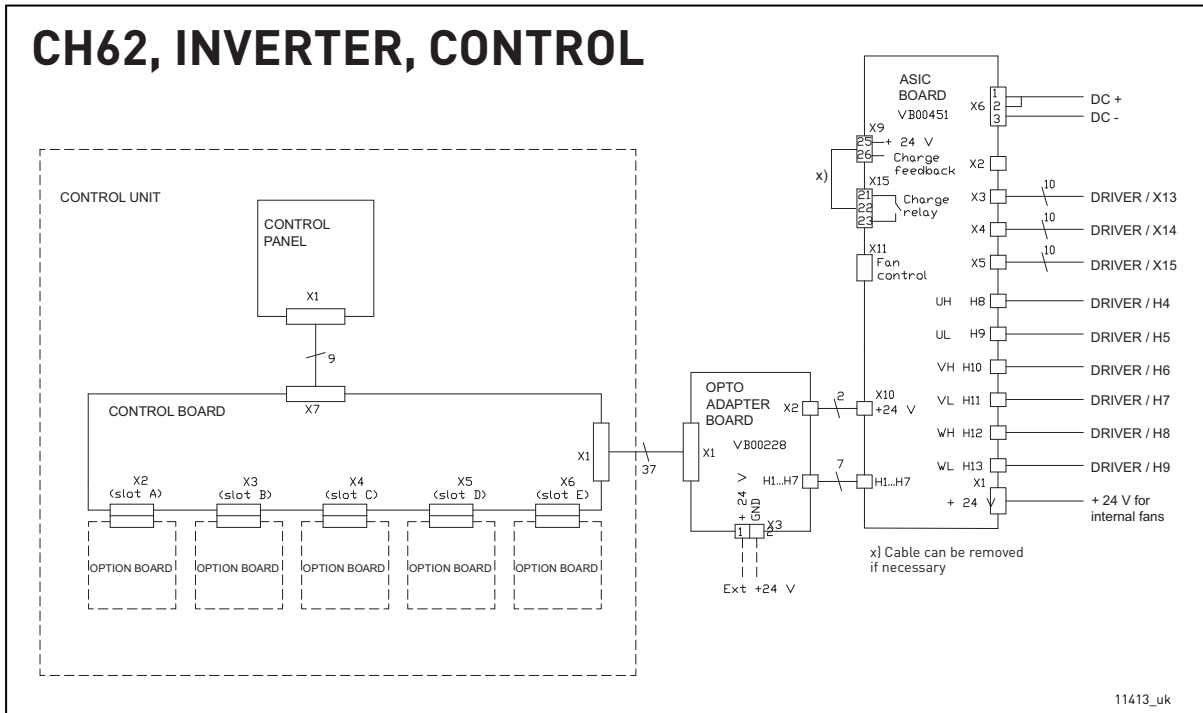 CH62, INVERTER, CONTROL
CONTROL UNIT
CONTROL
PANEL
X1
9
X7
CONTROL BOARD
X1
37
X2
(slot A)
X3
(slot B)
X4
(slot C)
X5
(slot D)
X6
(slot E)
OPTION BOARD
OPTION BOARD
OPTION BOARD
OPTION BOARD
OPTION BOARD
OPTO
ADAPTER
BOARD
VB00228
X1
X2
2
H1...H7
7
+ 24 V
GND
1
2
X3
Ext +24 V
ASIC
BOARD
VB00451
X9
25
+ 24 V
26
Charge
feedback
x)
X15
21
22
23
Charge
relay
X11
Fan
control
X10
+24 V
H1...H7
X6
1
2
3
DC +
DC -
X2
X3
10
DRIVER / X13
X4
10
DRIVER / X14
X5
10
DRIVER / X15
UH H8
DRIVER / H4
UL H9
DRIVER / H5
VH H10
DRIVER / H6
VL H11
DRIVER / H7
WH H12
DRIVER / H8
WL H13
DRIVER / H9
X1
+ 24 V
+ 24 V for
internal fans
x) Cable can be removed
if necessary
11413_uk